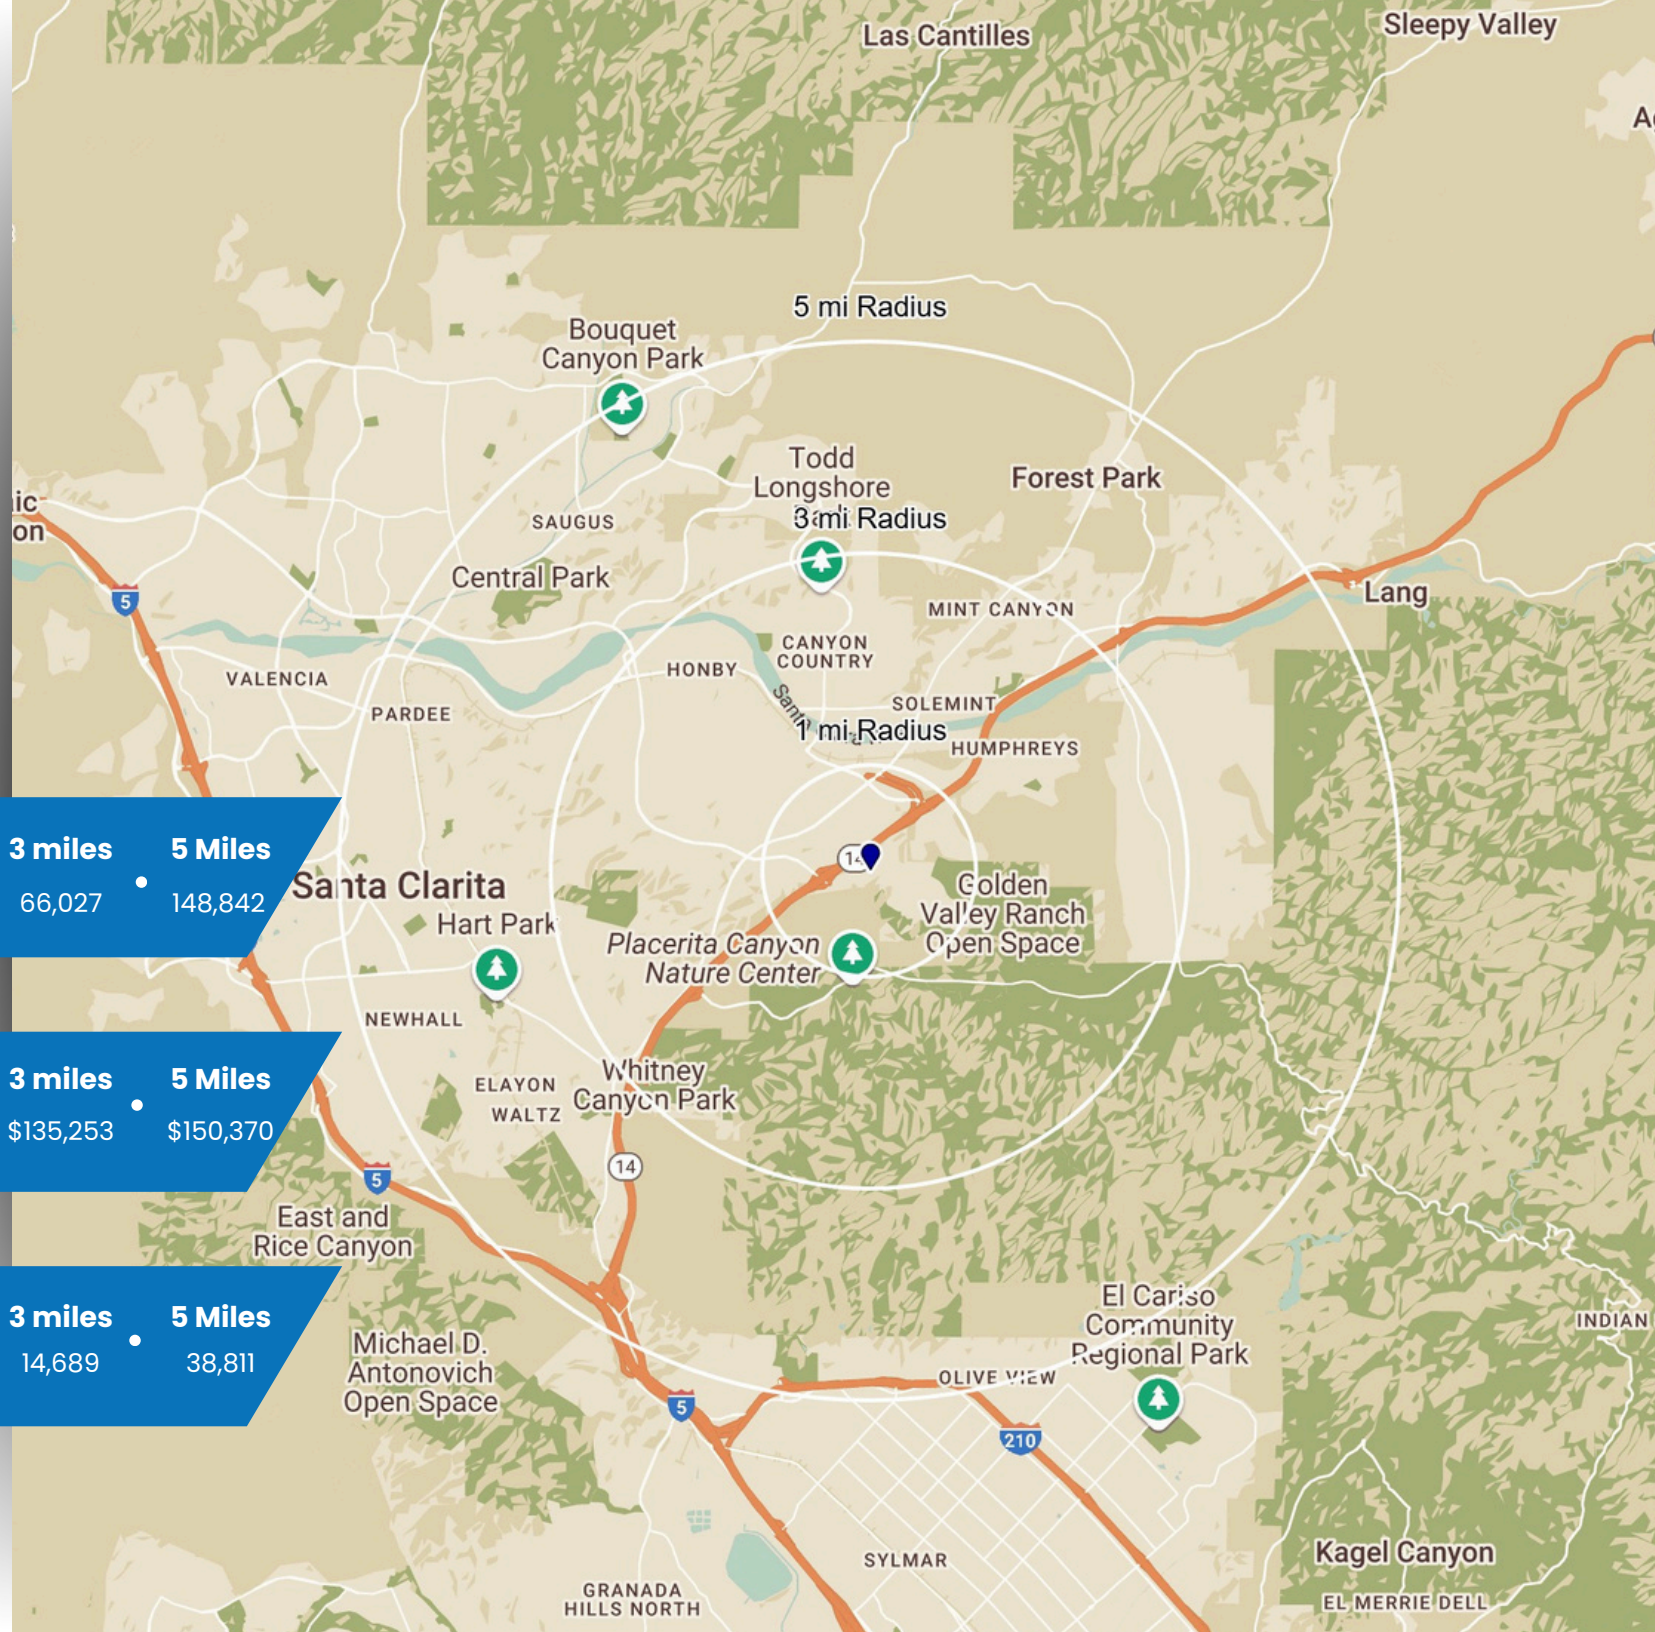 Las Cantilles
Sleepy Valley
5 mi Radius
Bouquet
Canyon Park
Todd
Longshore
3 mi Radius
Forest Park
SAUGUS
Central Park
5
Lang
MINT CANYON
CANYON
COUNTRY
HONBY
VALENCIA
PARDEE
Santa
SOLEMINT
1 mi Radius
HUMPHREYS
3 miles
5 Miles
66,027
148,842
14
Santa Clarita
Hart Park
Golden
Valley Ranch
Open Space
Placerita Canyon
Nature Center
NEWHALL
3 miles
5 Miles
$135,253
$150,370
ELAYON
WALTZ
Whitney
Canyon Park
14
5
East and
Rice Canyon
3 miles
5 Miles
14,689
38,811
Michael D.
Antonovich
Open Space
El Cariso
Community
Regional Park
INDIAN
OLIVE VIEW
5
210
SYLMAR
GRANADA
HILLS NORTH
Kagel Canyon
EL MERRIE DELL